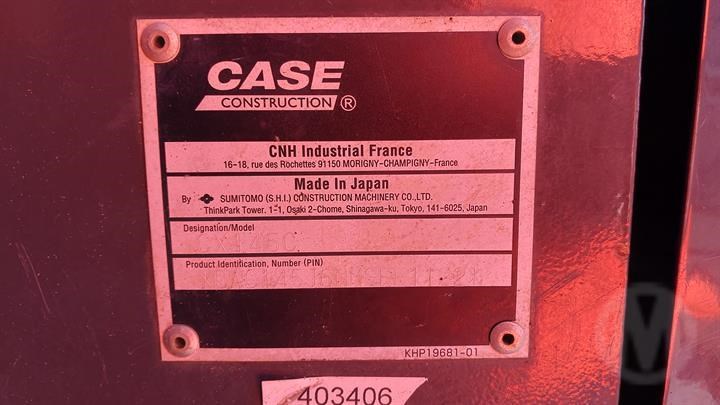 CASE
CONSTRUCTION ®
CNH Industrial France
16-18, rue des Rochettes 91150 MORIGNY-CHAMPIGNY-France
Made In Japan
By SUMITOMO (S.H.I.) CONSTRUCTION MACHINERY CO.,LTD.
ThinkPark Tower. 1-1, Osaki 2-Chome, Shinagawa-ku, Tokyo, 141-6025, Japan
Designation/Model
CX145C
Product Identification, Number (PIN)
KHP19681-01
403406
M